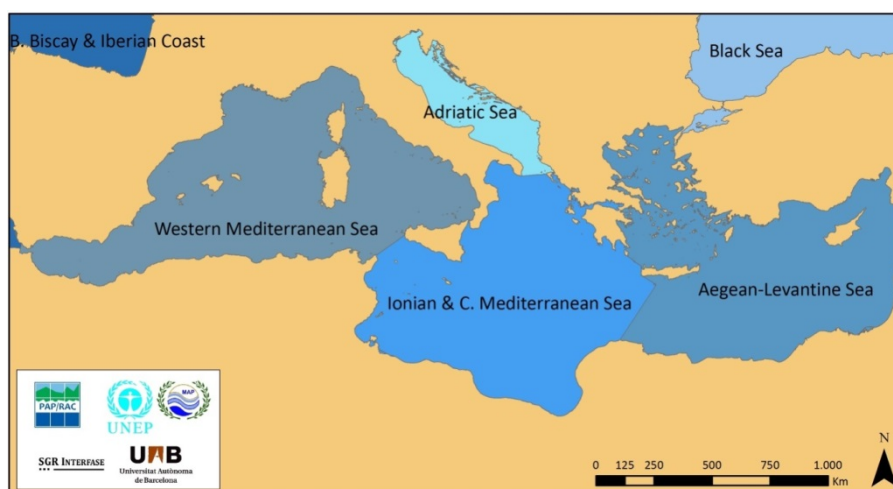 B. Biscay & Iberian Coast
Black Sea
Adriatic Sea
Western Mediterranean Sea
Aegean-Levantine Sea
Ionian & C. Mediterranean Sea
PAP/RAC
UNEP
MAP
SGR INTERFASE
UAB
Universitat Autònoma
de Barcelona
N
0 125 250 500 750 1.000
Km